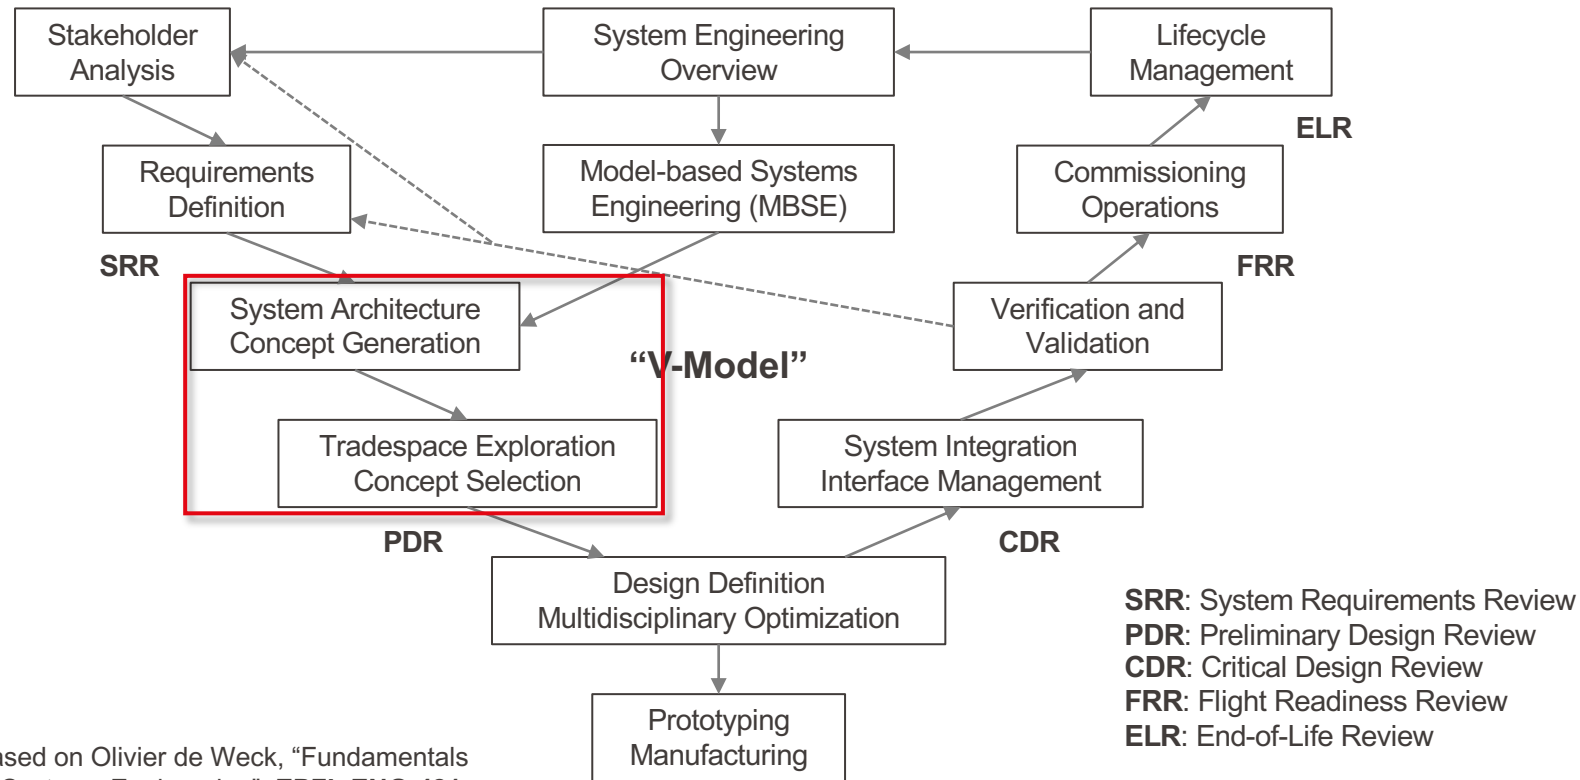 Stakeholder
Analysis
System Engineering
Overview
Lifecycle
Management
ELR
Requirements
Definition
Model-based Systems
Engineering (MBSE)
Commissioning
Operations
SRR
FRR
System Architecture
Concept Generation
Verification and
Validation
“V-Model”
Tradespace Exploration
Concept Selection
System Integration
Interface Management
PDR
CDR
Design Definition
Multidisciplinary Optimization
SRR: System Requirements Review
PDR: Preliminary Design Review
CDR: Critical Design Review
FRR: Flight Readiness Review
ELR: End-of-Life Review
Prototyping
Manufacturing
on Olivier de Weck, “Fundamentals